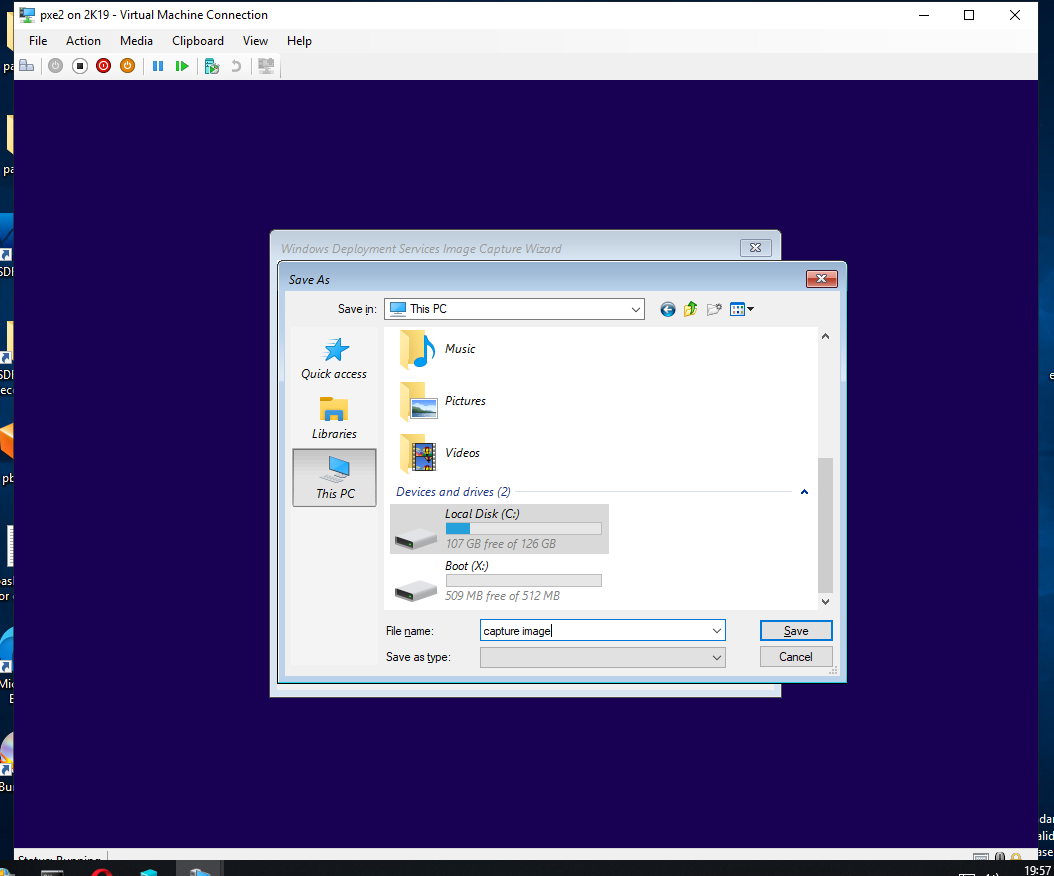 pxe2 on 2K19 - Virtual Machine Connection
File Action Media Clipboard View Help
Windows Deployment Services Image Capture Wizard
Save As
Save in: This PC
Quick access
Libraries
This PC
Music
Pictures
Videos
Devices and drives (2)
Local Disk (C:)
107 GB free of 126 GB
Boot (X:)
509 MB free of 512 MB
File name: capture image Save
Save as type: Cancel
Status: Running
19:57